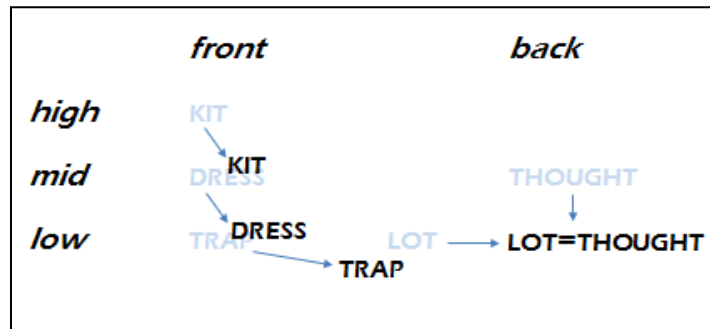 front back
high KIT
KIT
mid DRESS THOUGHT
DRESS
low TRAP LOT LOT=THOUGHT
TRAP